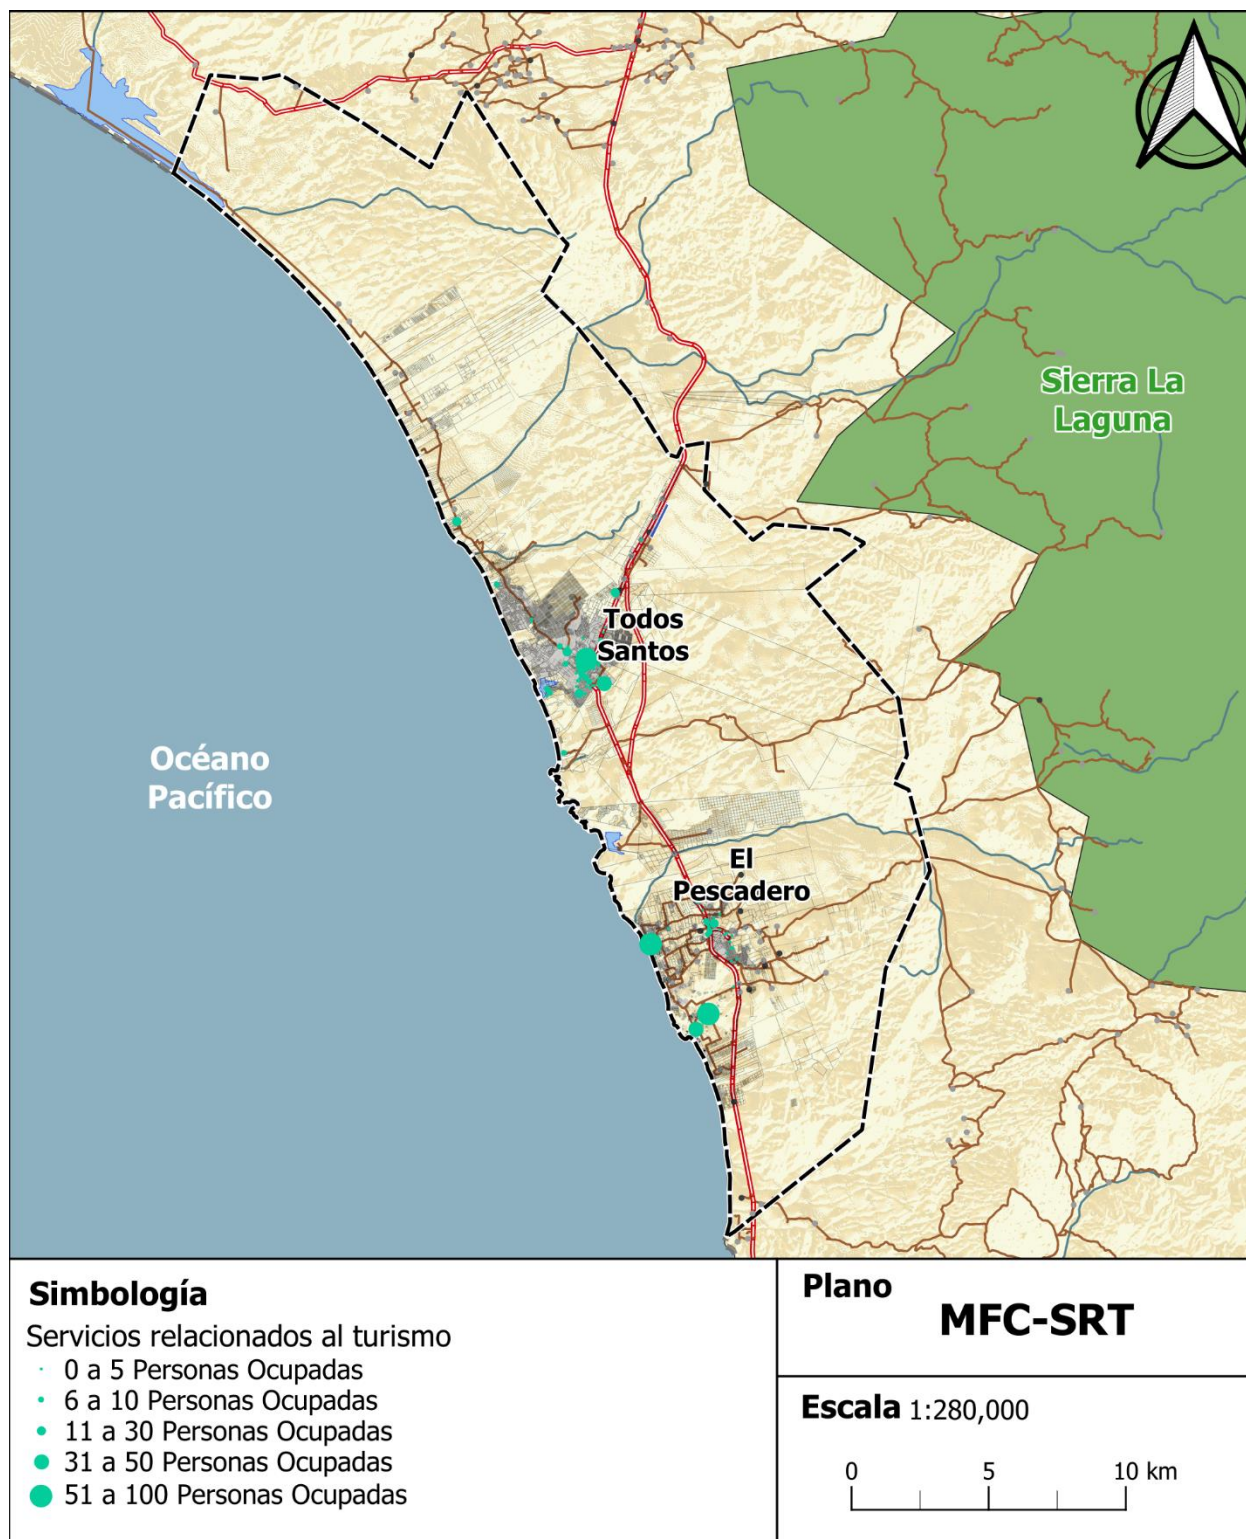 Sierra La
Laguna
Todos
Santos
Océano
Pacífico
El
Pescadero
Simbología
Servicios relacionados al turismo
0 a 5 Personas Ocupadas
6 a 10 Personas Ocupadas
11 a 30 Personas Ocupadas
31 a 50 Personas Ocupadas
51 a 100 Personas Ocupadas
Plano
MFC-SRT
Escala 1:280,000
0 5 10 km